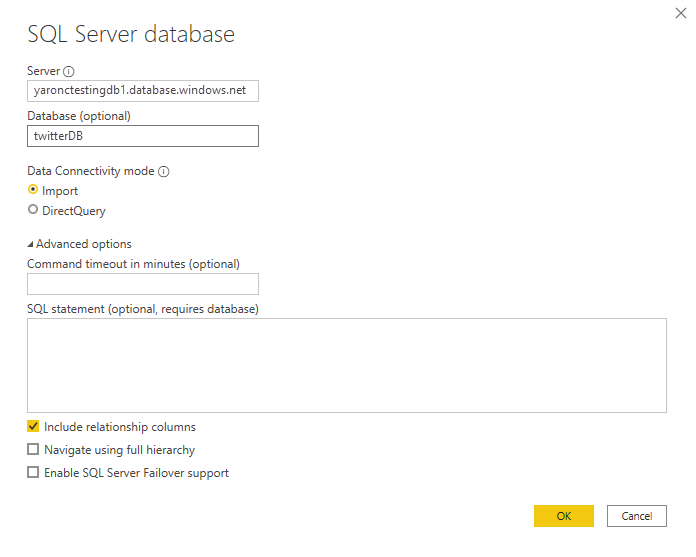 SQL Server database
Server
yaronctestingdb1.database.windows.net
Database (optional)
twitterDB
Data Connectivity mode
Import
DirectQuery
Advanced options
Command timeout in minutes (optional)
SQL statement (optional, requires database)
Include relationship columns
Navigate using full hierarchy
Enable SQL Server Failover support
OK Cancel